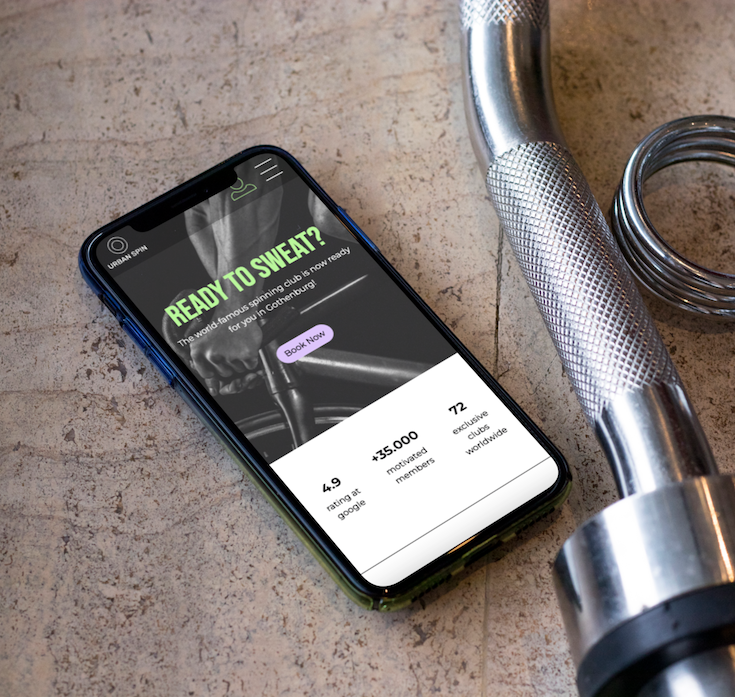 URBAN SPIN
READY TO SWEAT?
The world-famous spinning club is now ready
for you in Gothenburg!
Book Now
4.9
rating at
google
+35.000
motivated
members
72
exclusive
clubs
worldwide